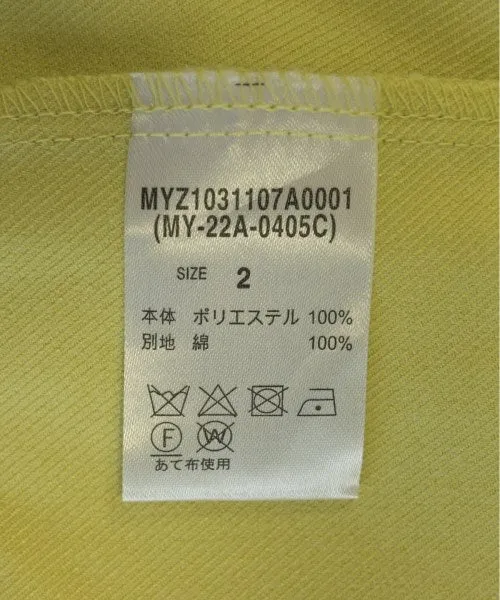 MYZ1031107A0001
(MY-22A-0405C)
SIZE 2
本体 ポリエステル 100%
別地 綿 100%
F W
あて布使用